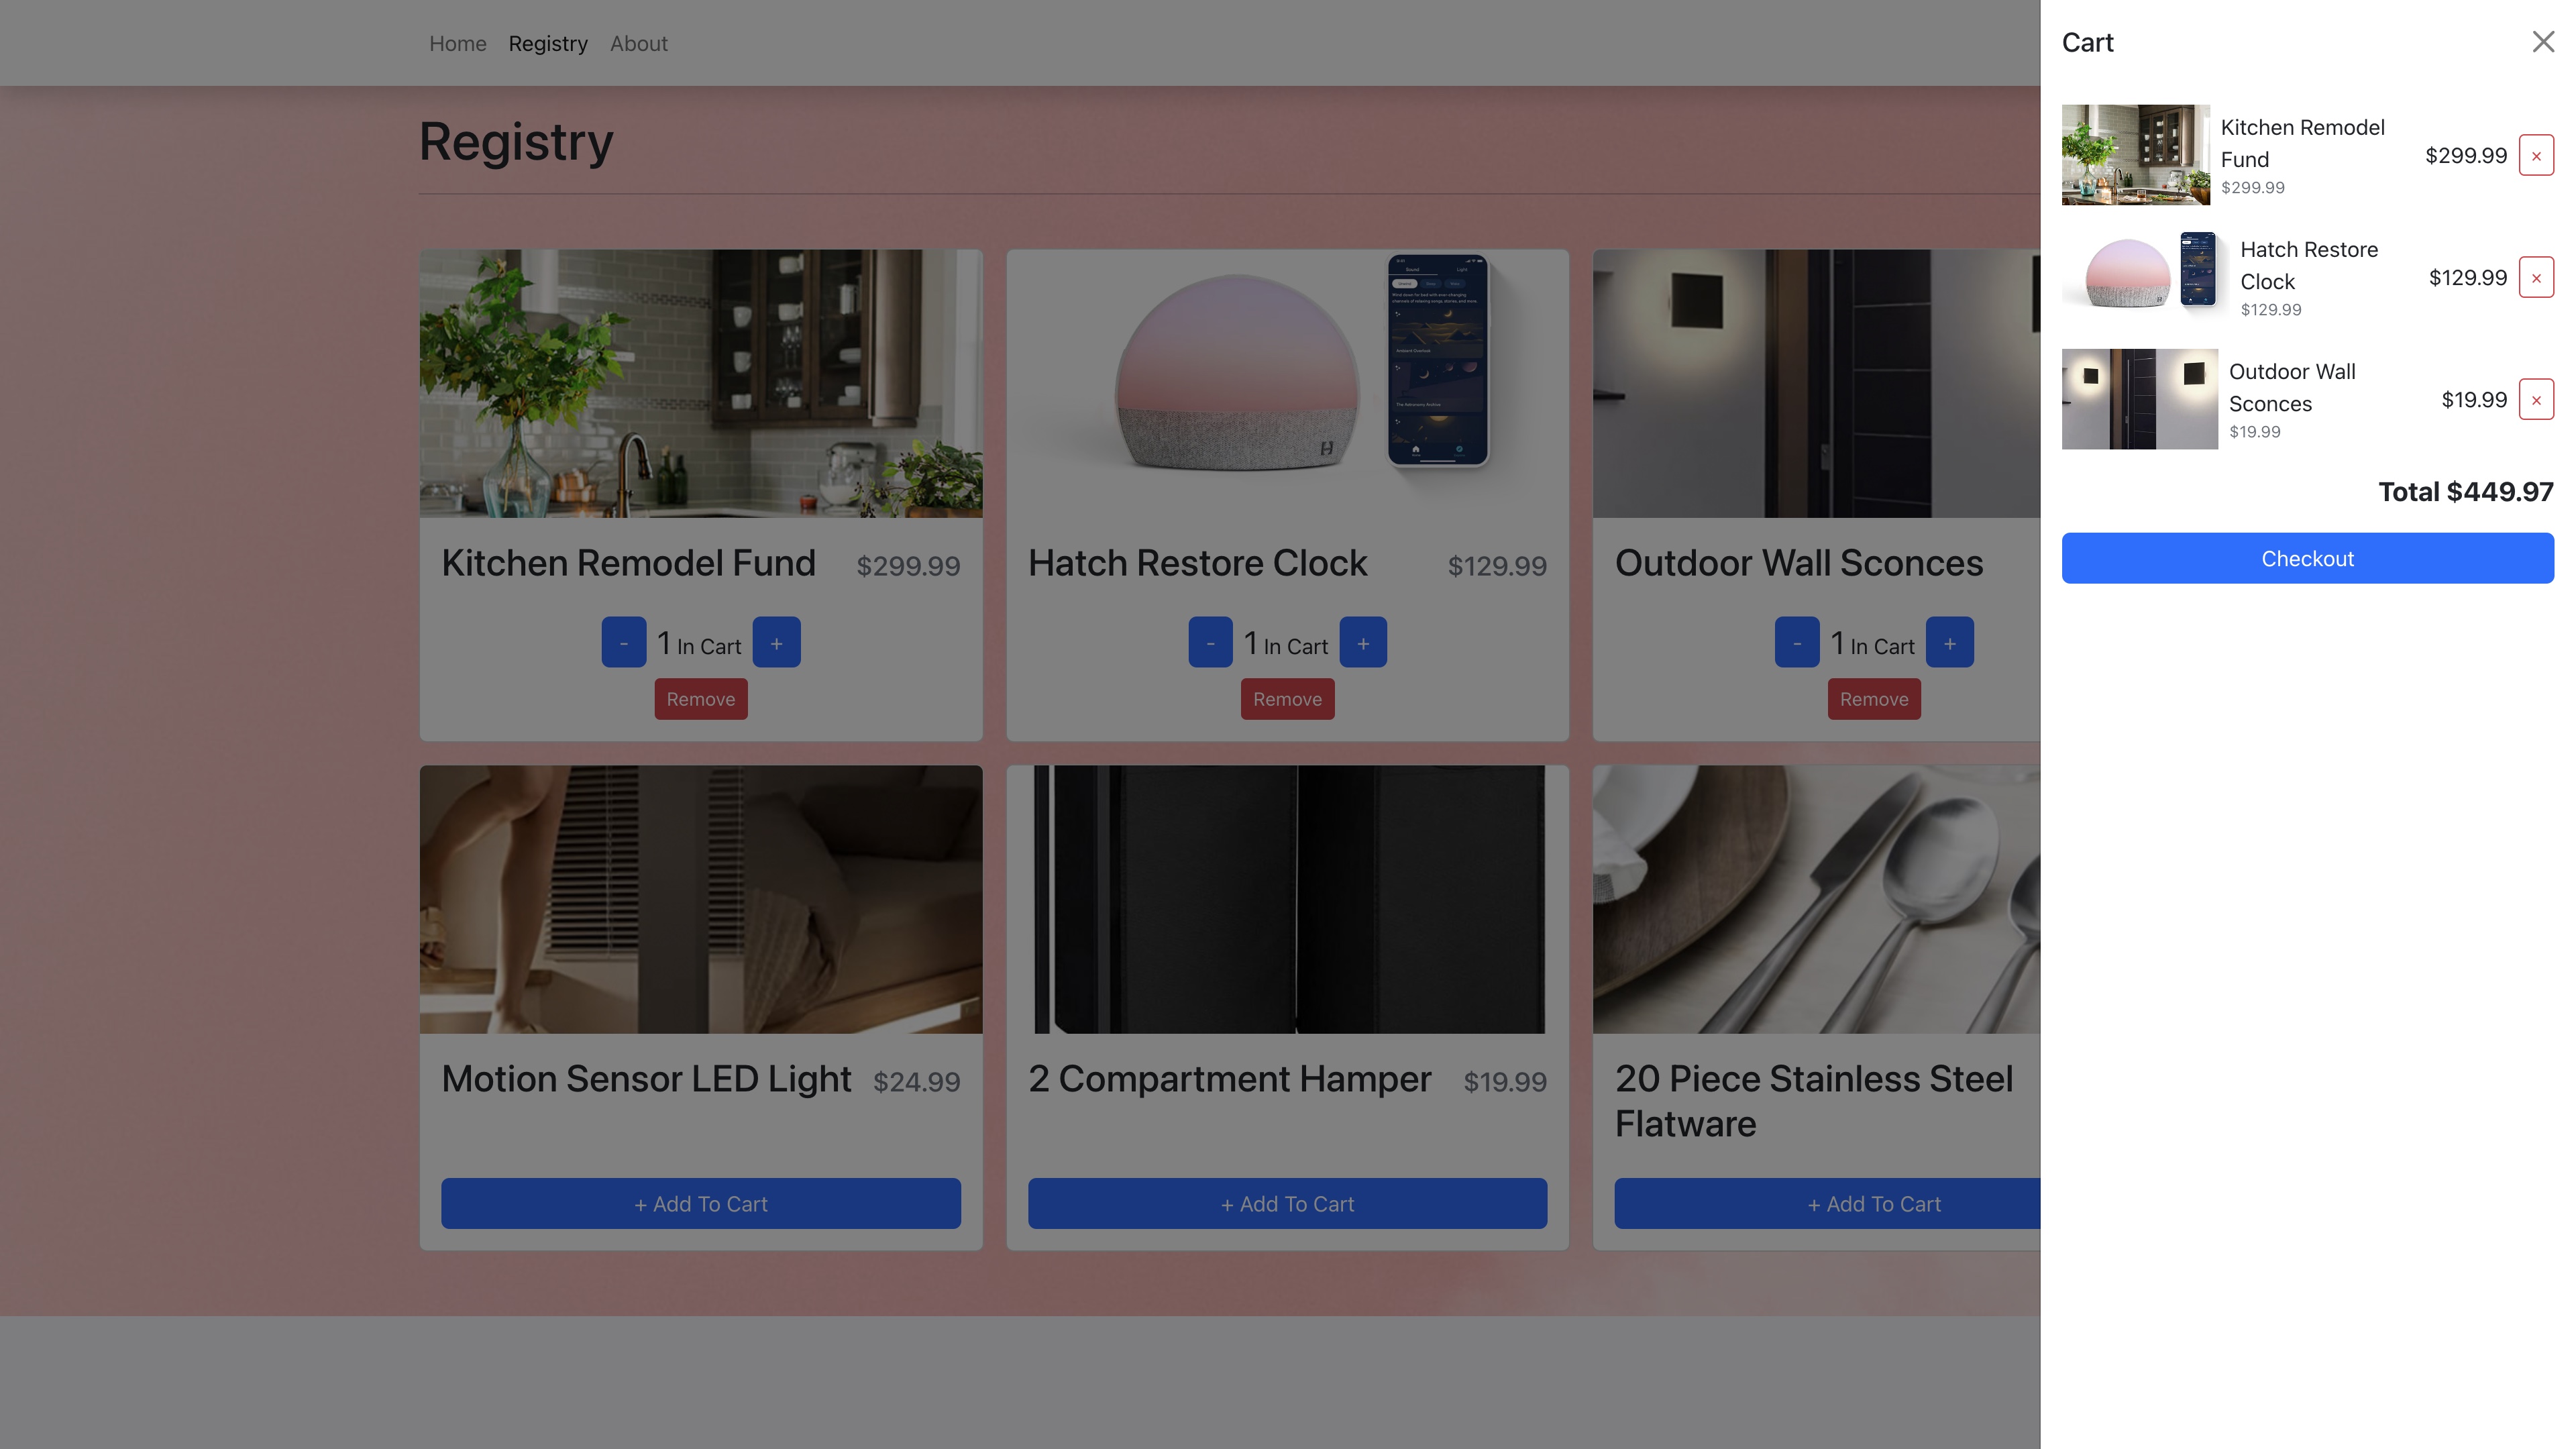 Home Registry About
Registry
Kitchen Remodel Fund $299.99
- 1 In Cart +
Remove
Hatch Restore Clock $129.99
- 1 In Cart +
Remove
Outdoor Wall Sconces
- 1 In Cart +
Remove
Motion Sensor LED Light $24.99
+ Add To Cart
2 Compartment Hamper $19.99
+ Add To Cart
20 Piece Stainless Steel
Flatware
+ Add To Cart
Cart
Kitchen Remodel
Fund
$299.99
$299.99
×
Hatch Restore
Clock
$129.99
$129.99
×
Outdoor Wall
Sconces
$19.99
$19.99
×
Total $449.97
Checkout